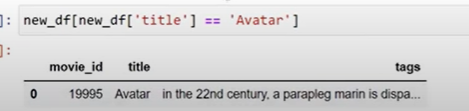 ]: new_df[new_df['title'] == 'Avatar']
]:
movie_id title tags
0 19995 Avatar in the 22nd century, a parapleg marin is dispa...